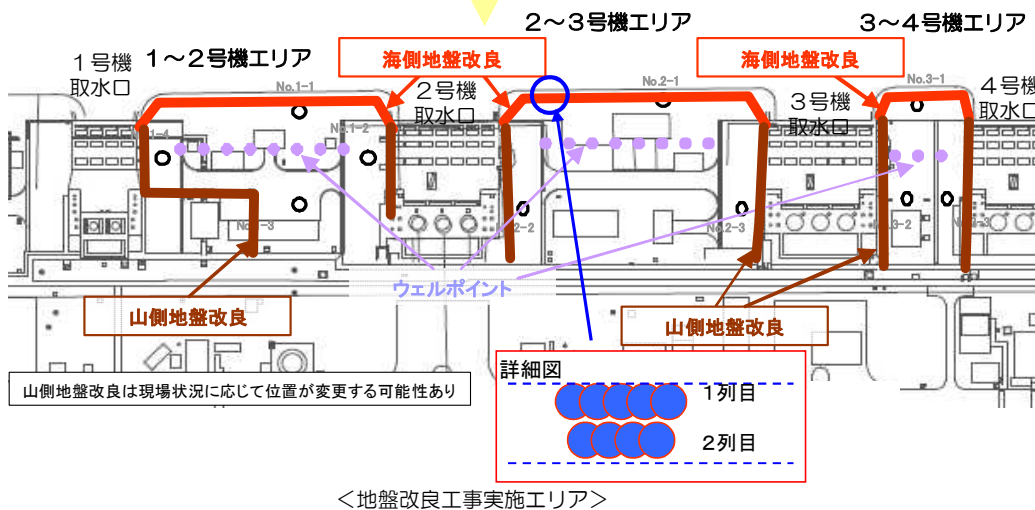 2～3号機エリア
3～4号機エリア
1～2号機エリア
海側地盤改良
海側地盤改良
1号機
取水口
2号機
取水口
3号機
取水口
4号機
取水口
No.1-1
No.2-1
No.3-1
1-4
No.1-2
-3
2-2
No.2-3
3-2
ウェルポイント
山側地盤改良
山側地盤改良
山側地盤改良は現場状況に応じて位置が変更する可能性あり
詳細図
1列目
2列目
＜地盤改良工事実施エリア＞